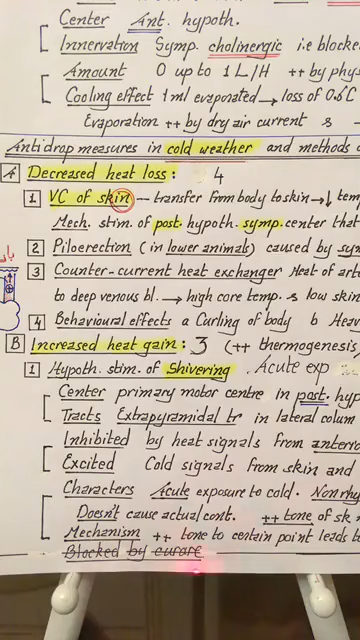 Center Ant. hypoth.
Innervation Symp. cholinergic i.e blocke
Amount O up to 1 L/H ++ by phys
Cooling effect 1 ml evaporated → loss of 0.6 C
Evaporation ++ by dry air current &
Antidrop measures in cold weather and methods o
A Decreased heat loss: 4
1 VC of skin → transfer from body to skin → ↓ tem
Mech. stim. of post. hypoth. symp. center that
2 Piloerection (in lower animals) caused by sym
3 Counter-current heat exchanger Heat of arte
to deep venous bl. → high core temp. & low skin
4 Behavioural effects a Curling of body b Heav
B Increased heat gain: 3 (++ thermogenesis
1 Hypoth. stim. of Shivering. Acute exp
Center primary motor centre in post. hyp
Tracts Extrapyramidal tr in lateral colum
Inhibited by heat signals from anterio
Excited Cold signals from skin and
Characters Acute exposure to cold. Non rhy
Doesn't cause actual cont. ++ tone of sk
Mechanism ++ tone to certain point leads to
Blocked by curare